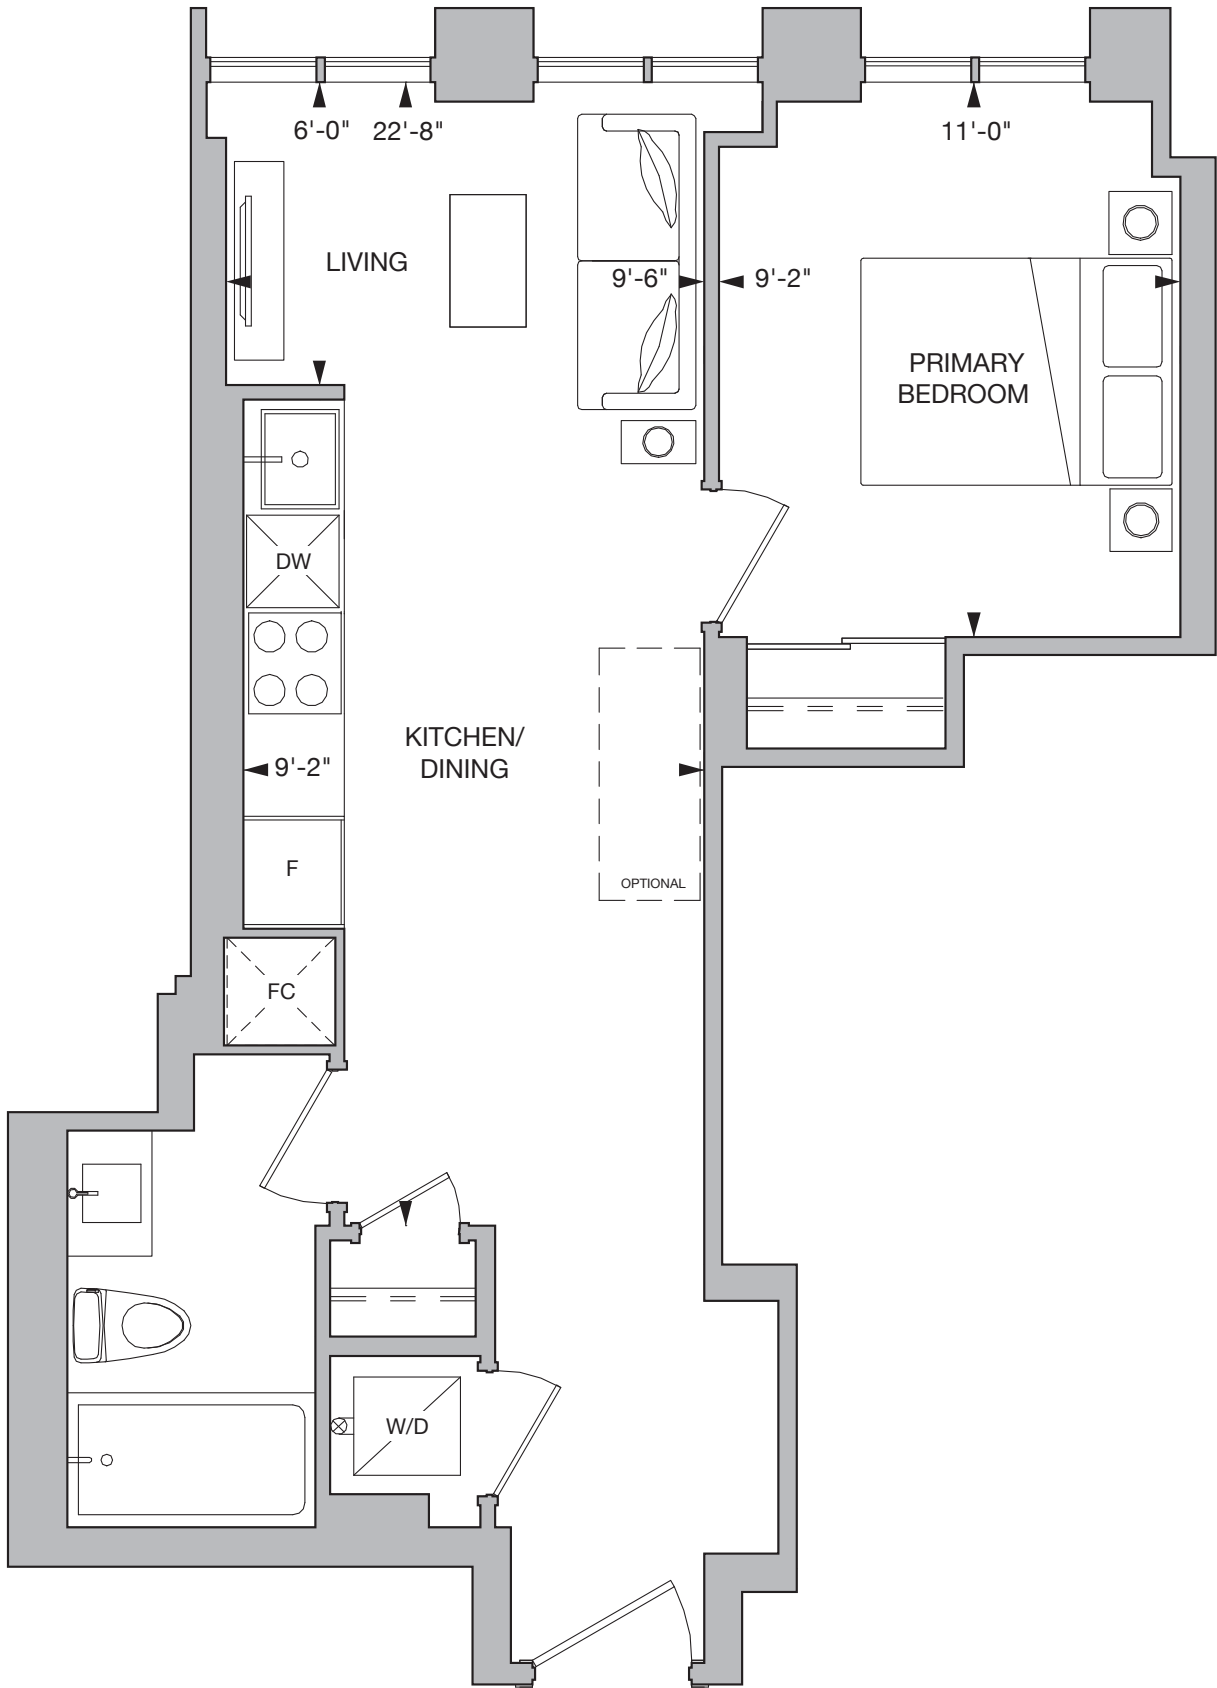 6'-0" 22'-8" 11'-0"
LIVING
9'-6" 9'-2"
PRIMARY
BEDROOM
DW
KITCHEN/
DINING
9'-2"
F
OPTIONAL
FC
W/D